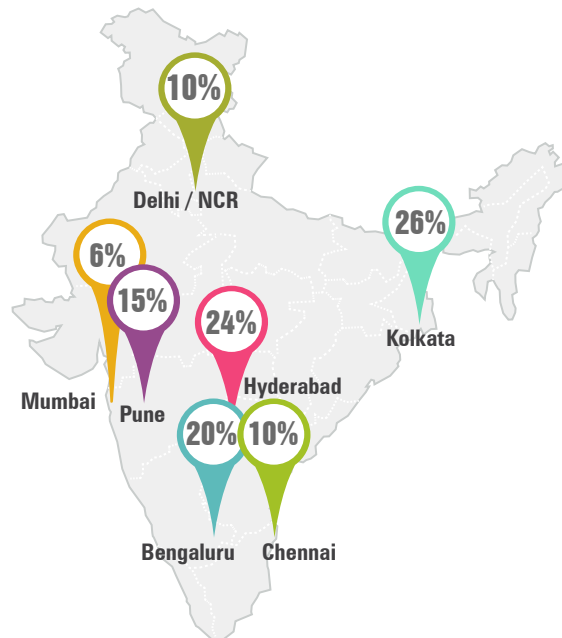 10%
Delhi / NCR
26%
Kolkata
6%
Mumbai
15%
Pune
24%
Hyderabad
20%
Bengaluru
10%
Chennai